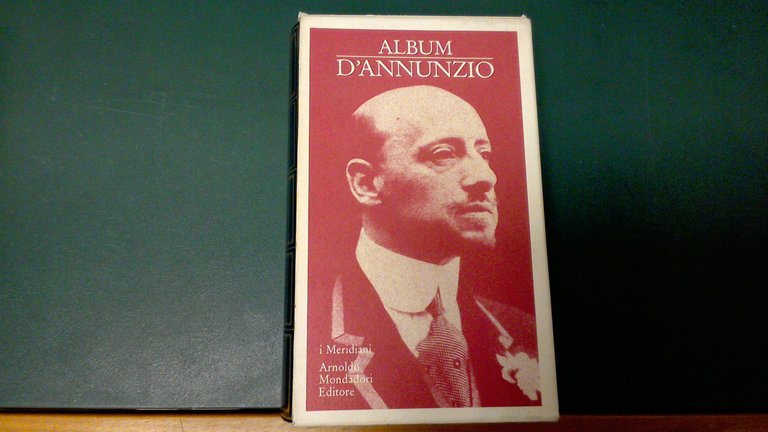 ALBUM
D'ANNUNZIO
i Meridiani
Arnoldo
Mondadori
Editore